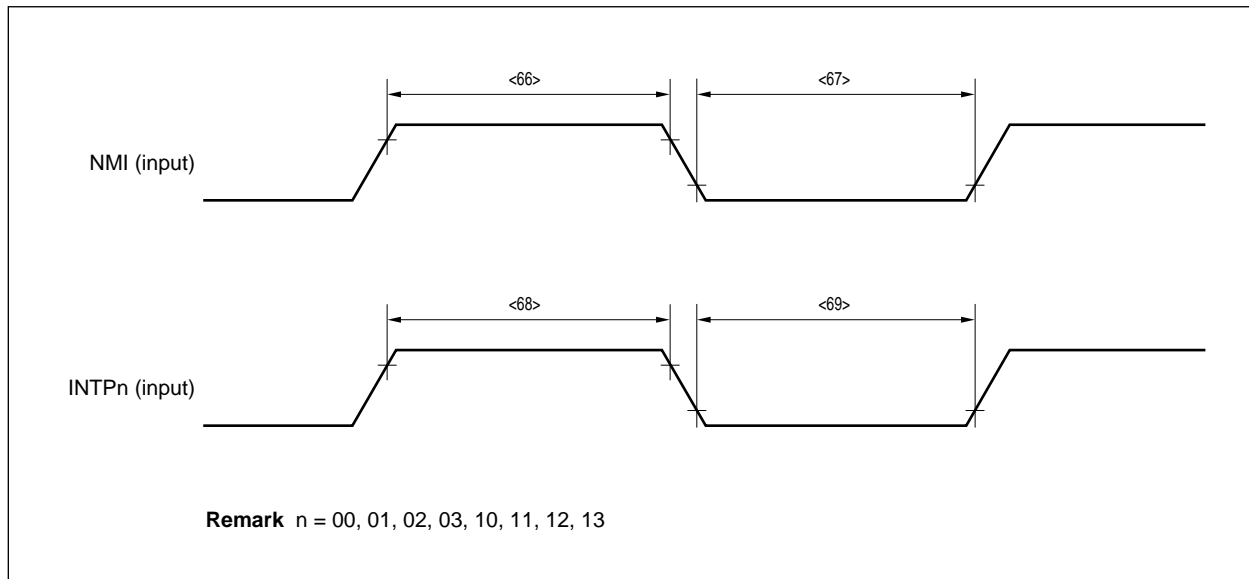 <66> <67>
NMI (input)
<68> <69>
INTPn (input)
Remark n = 00, 01, 02, 03, 10, 11, 12, 13